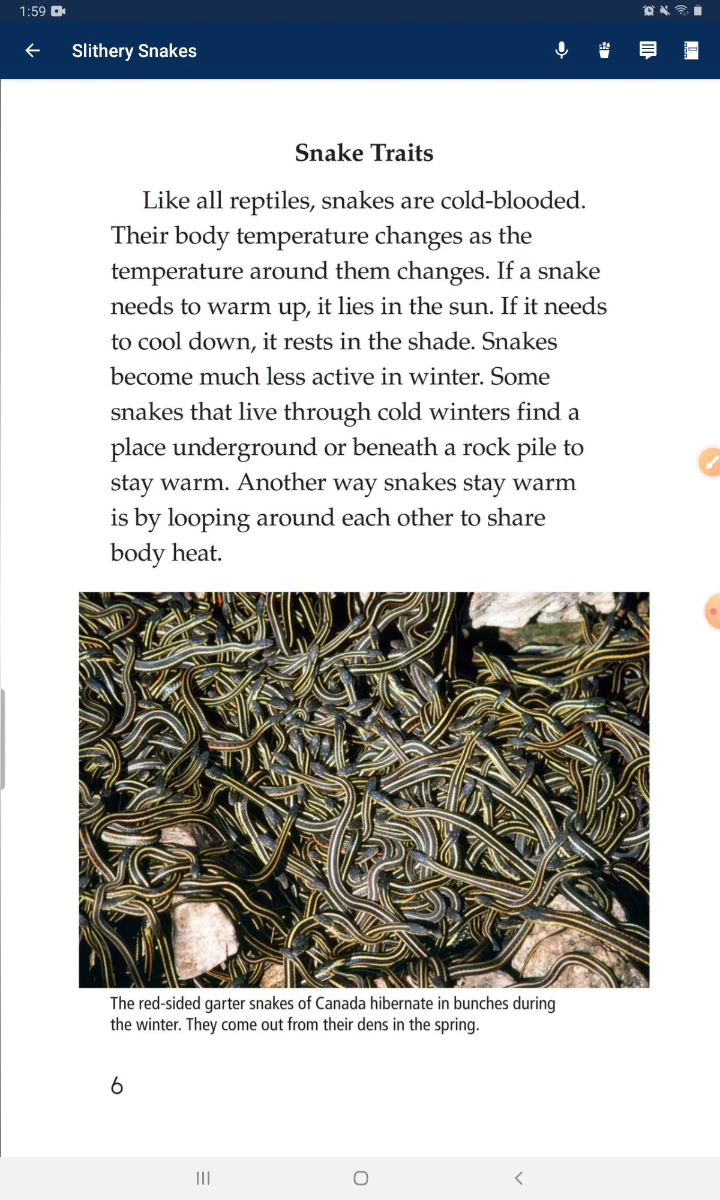 1:59
Slithery Snakes
Snake Traits
Like all reptiles, snakes are cold-blooded.
Their body temperature changes as the
temperature around them changes. If a snake
needs to warm up, it lies in the sun. If it needs
to cool down, it rests in the shade. Snakes
become much less active in winter. Some
snakes that live through cold winters find a
place underground or beneath a rock pile to
stay warm. Another way snakes stay warm
is by looping around each other to share
body heat.
The red-sided garter snakes of Canada hibernate in bunches during
the winter. They come out from their dens in the spring.
6